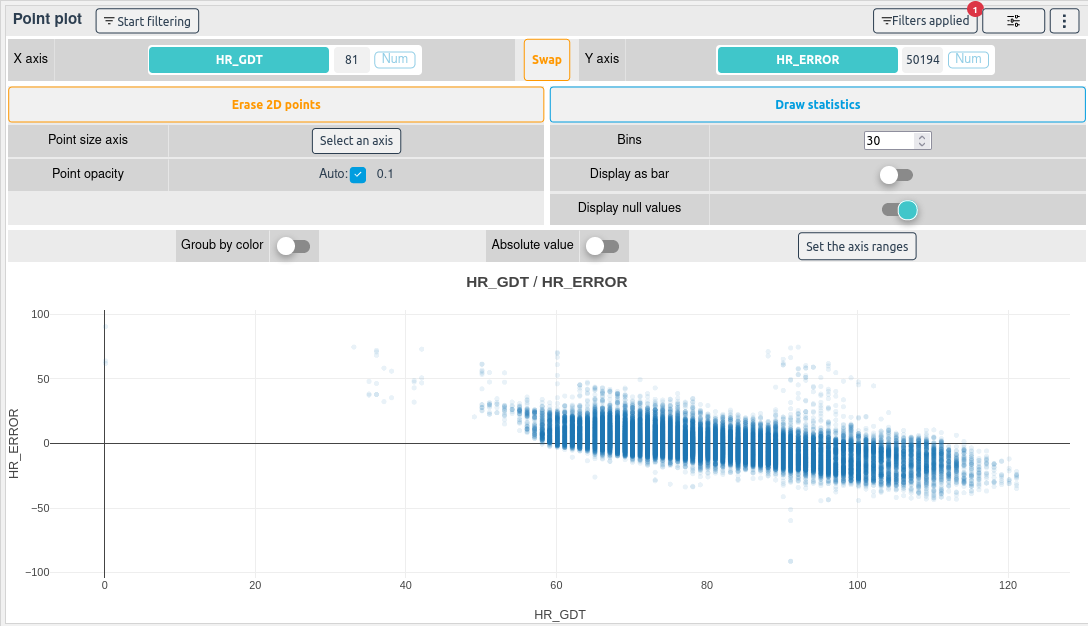 Point plot
Start filtering
Filters applied
1
X axis
HR_GDT
81
Num
Swap
Y axis
HR_ERROR
50194
Num
Erase 2D points
Draw statistics
Point size axis
Select an axis
Bins
30
Point opacity
Auto:
0.1
Display as bar
Display null values
Groub by color
Absolute value
Set the axis ranges
HR_GDT / HR_ERROR
100
50
0
−50
−100
HR_ERROR
0
20
40
60
80
100
120
HR_GDT